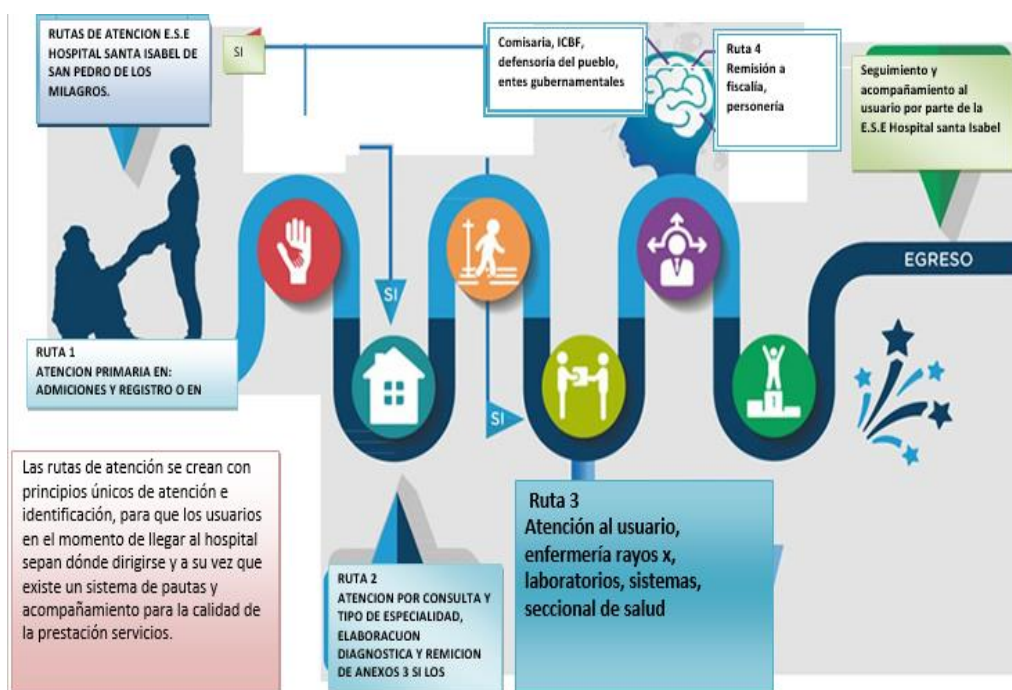 RUTAS DE ATENCION E.S.E
HOSPITAL SANTA ISABEL DE
SAN PEDRO DE LOS
MILAGROS.
SI
Comisaria, ICBF,
defensoría del pueblo,
entes gubernamentales
Ruta 4
Remisión a
fiscalía,
personería
Seguimiento y
acompañamiento al
usuario por parte de la
E.S.E Hospital santa Isabel
EGRESO
SI
SI
1
RUTA 1
ATENCION PRIMARIA EN:
ADMICIONES Y REGISTRO O EN
Las rutas de atención se crean con
principios únicos de atención e
identificación, para que los usuarios
en el momento de llegar al hospital
sepan dónde dirigirse y a su vez que
existe un sistema de pautas y
acompañamiento para la calidad de
la prestación servicios.
RUTA 2
ATENCION POR CONSULTA Y
TIPO DE ESPECIALIDAD,
ELABORACUON
DIAGNOSTICA Y REMICION
DE ANEXOS 3 SI LOS
Ruta 3
Atención al usuario,
enfermería rayos x,
laboratorios, sistemas,
seccional de salud